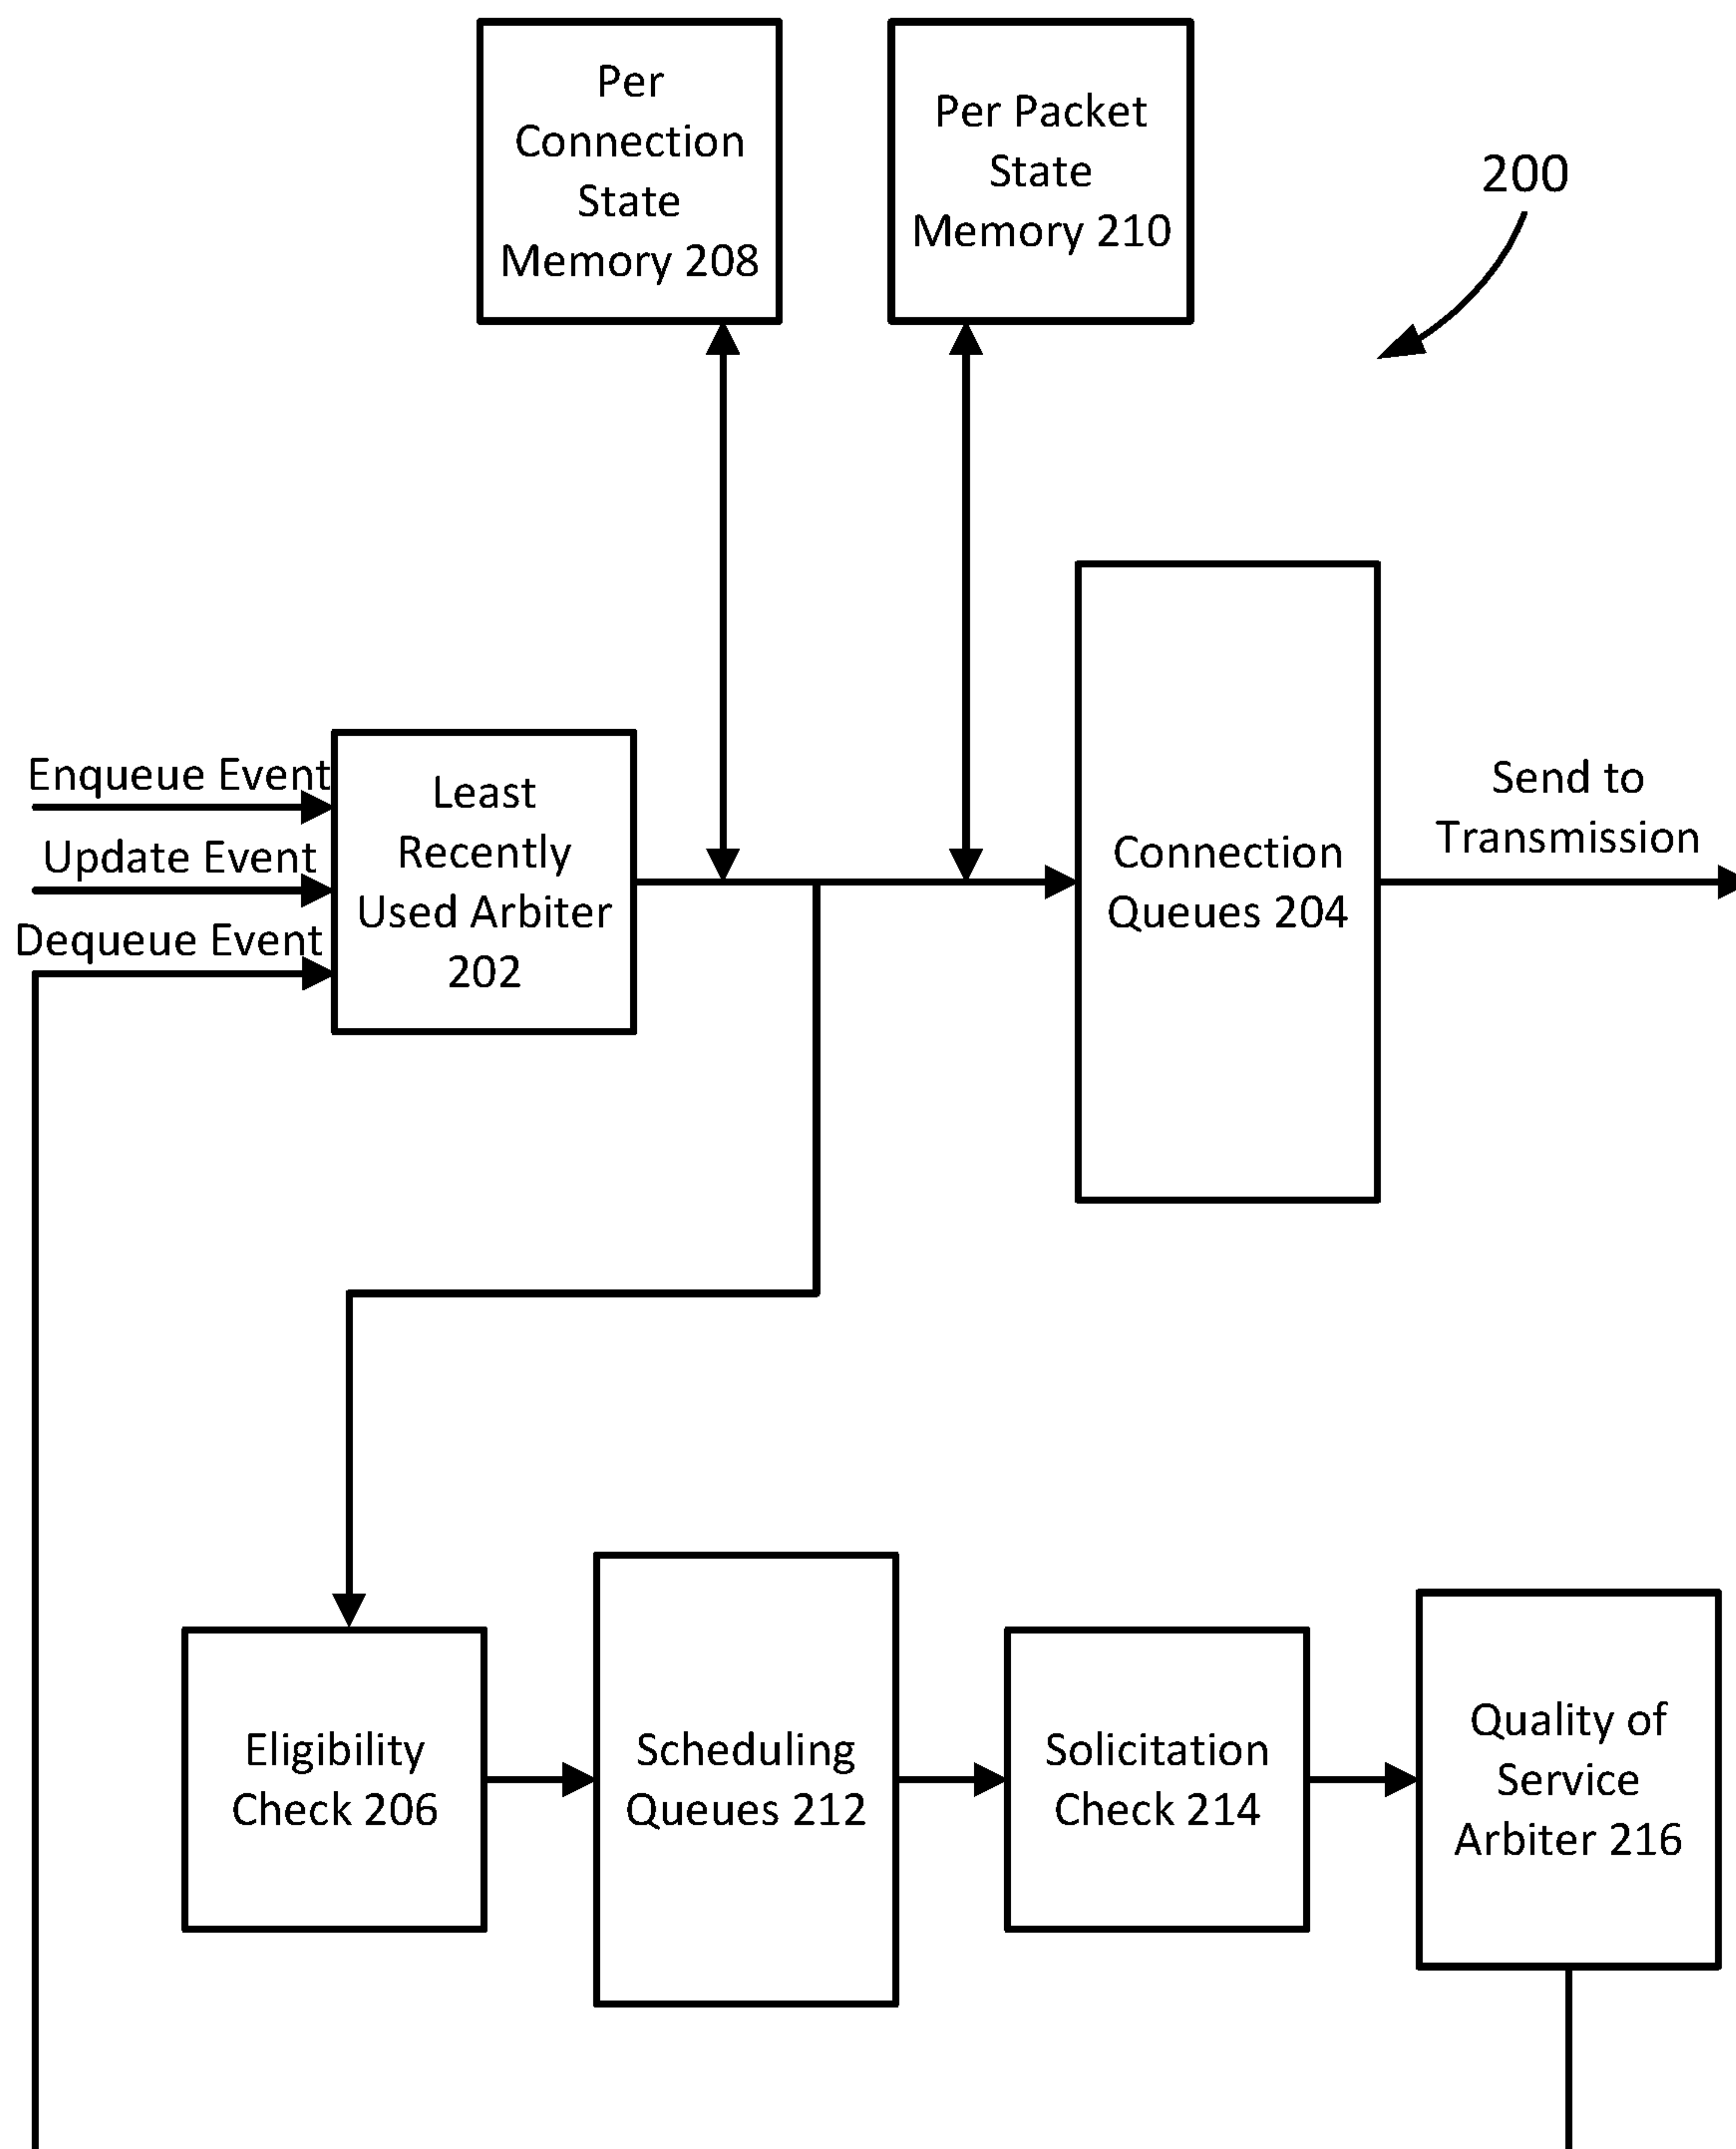 Per
Connection
State
Memory 208
Per Packet
State
Memory 210
200
Enqueue Event
Update Event
Dequeue Event
Least
Recently
Used Arbiter
202
Connection
Queues 204
Send to
Transmission
Eligibility
Check 206
Scheduling
Queues 212
Solicitation
Check 214
Quality of
Service
Arbiter 216